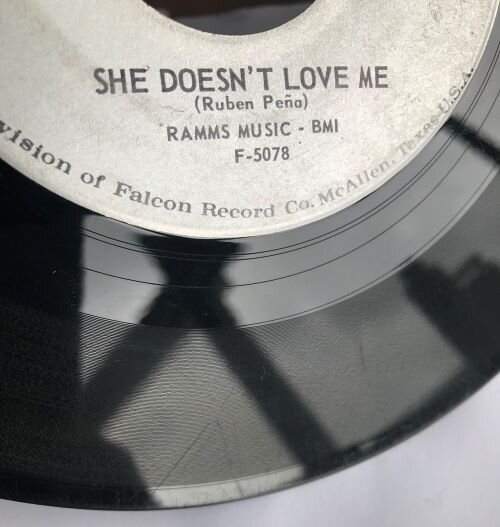 SHE DOESN'T LOVE ME
(Ruben Peña)
RAMMS MUSIC - BMI
F-5078
vision of Falcon Record Co. McAllen, Texas U.S.A.